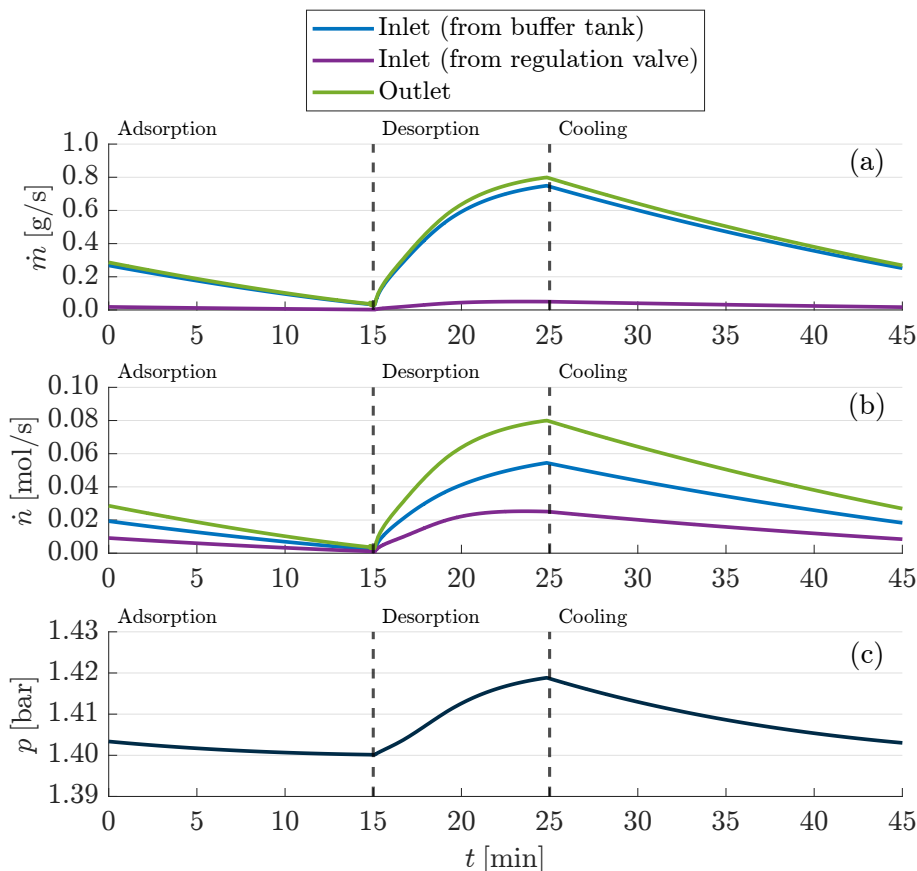 Inlet (from buffer tank)
Inlet (from regulation valve)
Outlet
Adsorption Desorption Cooling
(a)
1.0
0.8
0.6
0.4
0.2
0.0
ṁ [g/s]
0 5 10 15 20 25 30 35 40 45
Adsorption Desorption Cooling
(b)
0.10
0.08
0.06
0.04
0.02
0.00
ṅ [mol/s]
0 5 10 15 20 25 30 35 40 45
Adsorption Desorption Cooling
(c)
1.43
1.42
1.41
1.40
1.39
p [bar]
0 5 10 15 20 25 30 35 40 45
t [min]